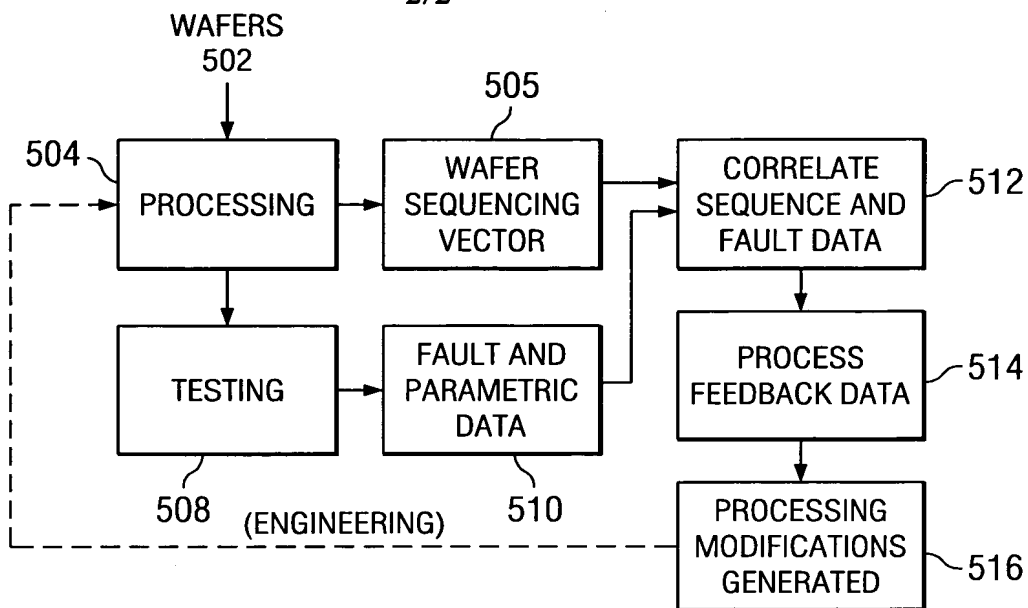 2/2
WAFERS
502
505
504
PROCESSING
WAFER
SEQUENCING
VECTOR
CORRELATE
SEQUENCE AND
FAULT DATA
512
TESTING
FAULT AND
PARAMETRIC
DATA
PROCESS
FEEDBACK DATA
514
508
510
(ENGINEERING)
PROCESSING
MODIFICATIONS
GENERATED
516